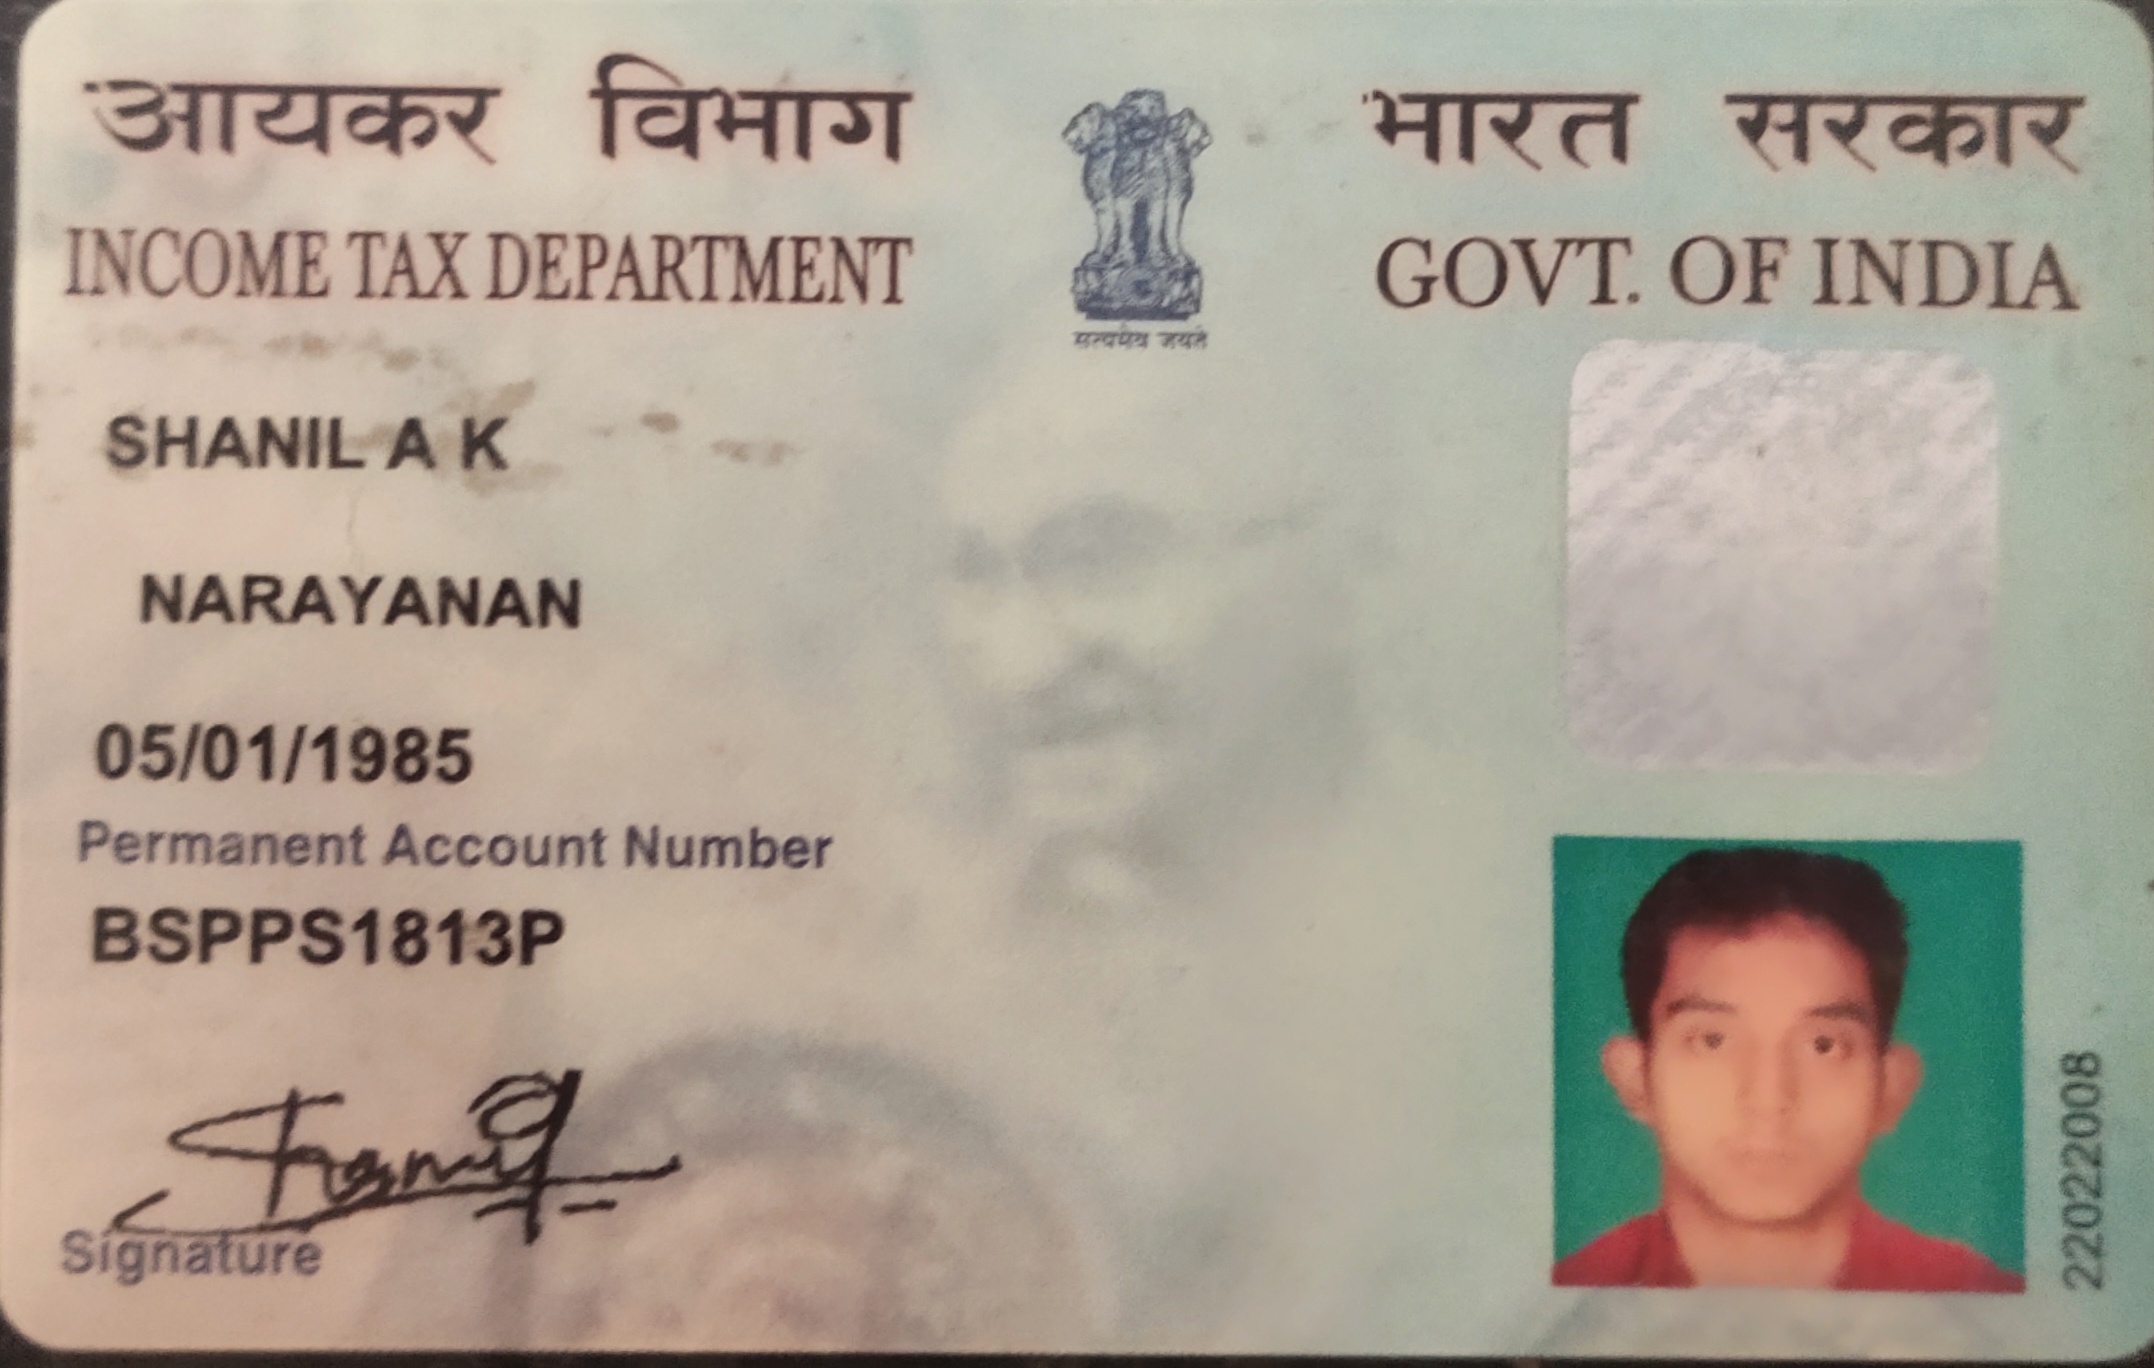 आयकर विभाग
INCOME TAX DEPARTMENT
सत्यमेव जयते
भारत सरकार
GOVT. OF INDIA
SHANIL A K
NARAYANAN
05/01/1985
Permanent Account Number
BSPPS1813P
Signature
22022008